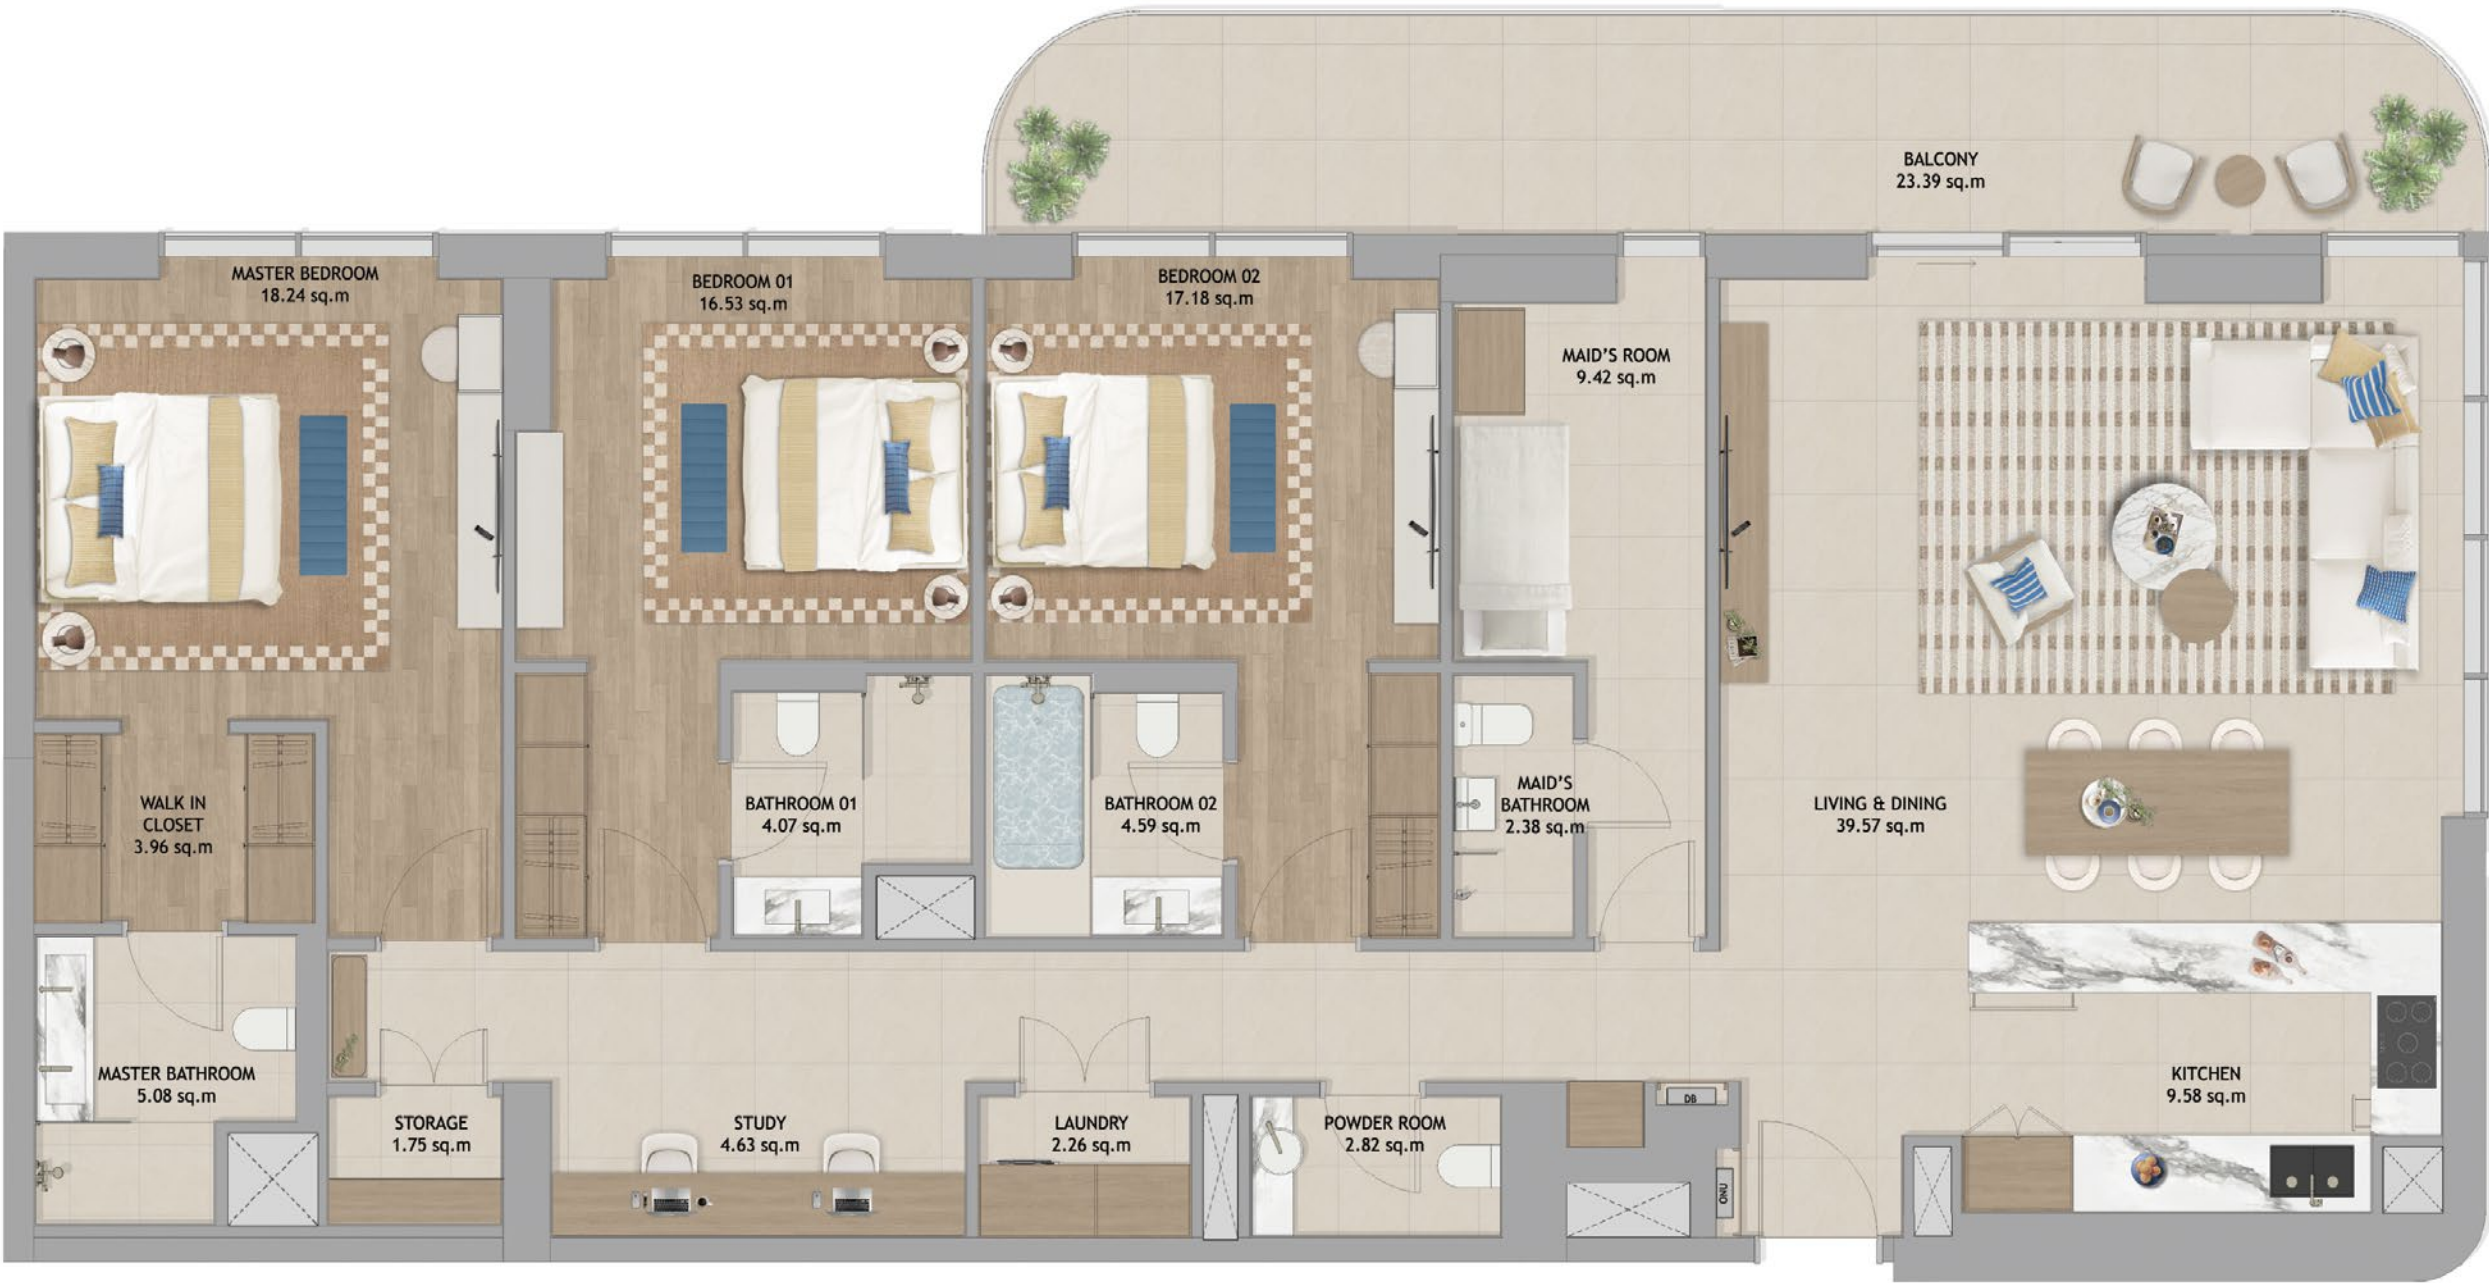 BALCONY
23.39 sq.m
MASTER BEDROOM
18.24 sq.m
BEDROOM 01
16.53 sq.m
BEDROOM 02
17.18 sq.m
MAID'S ROOM
9.42 sq.m
WALK IN
CLOSET
3.96 sq.m
BATHROOM 01
4.07 sq.m
BATHROOM 02
4.59 sq.m
MAID'S
BATHROOM
2.38 sq.m
LIVING & DINING
39.57 sq.m
MASTER BATHROOM
5.08 sq.m
STORAGE
1.75 sq.m
STUDY
4.63 sq.m
LAUNDRY
2.26 sq.m
POWDER ROOM
2.82 sq.m
DB
ONU
KITCHEN
9.58 sq.m